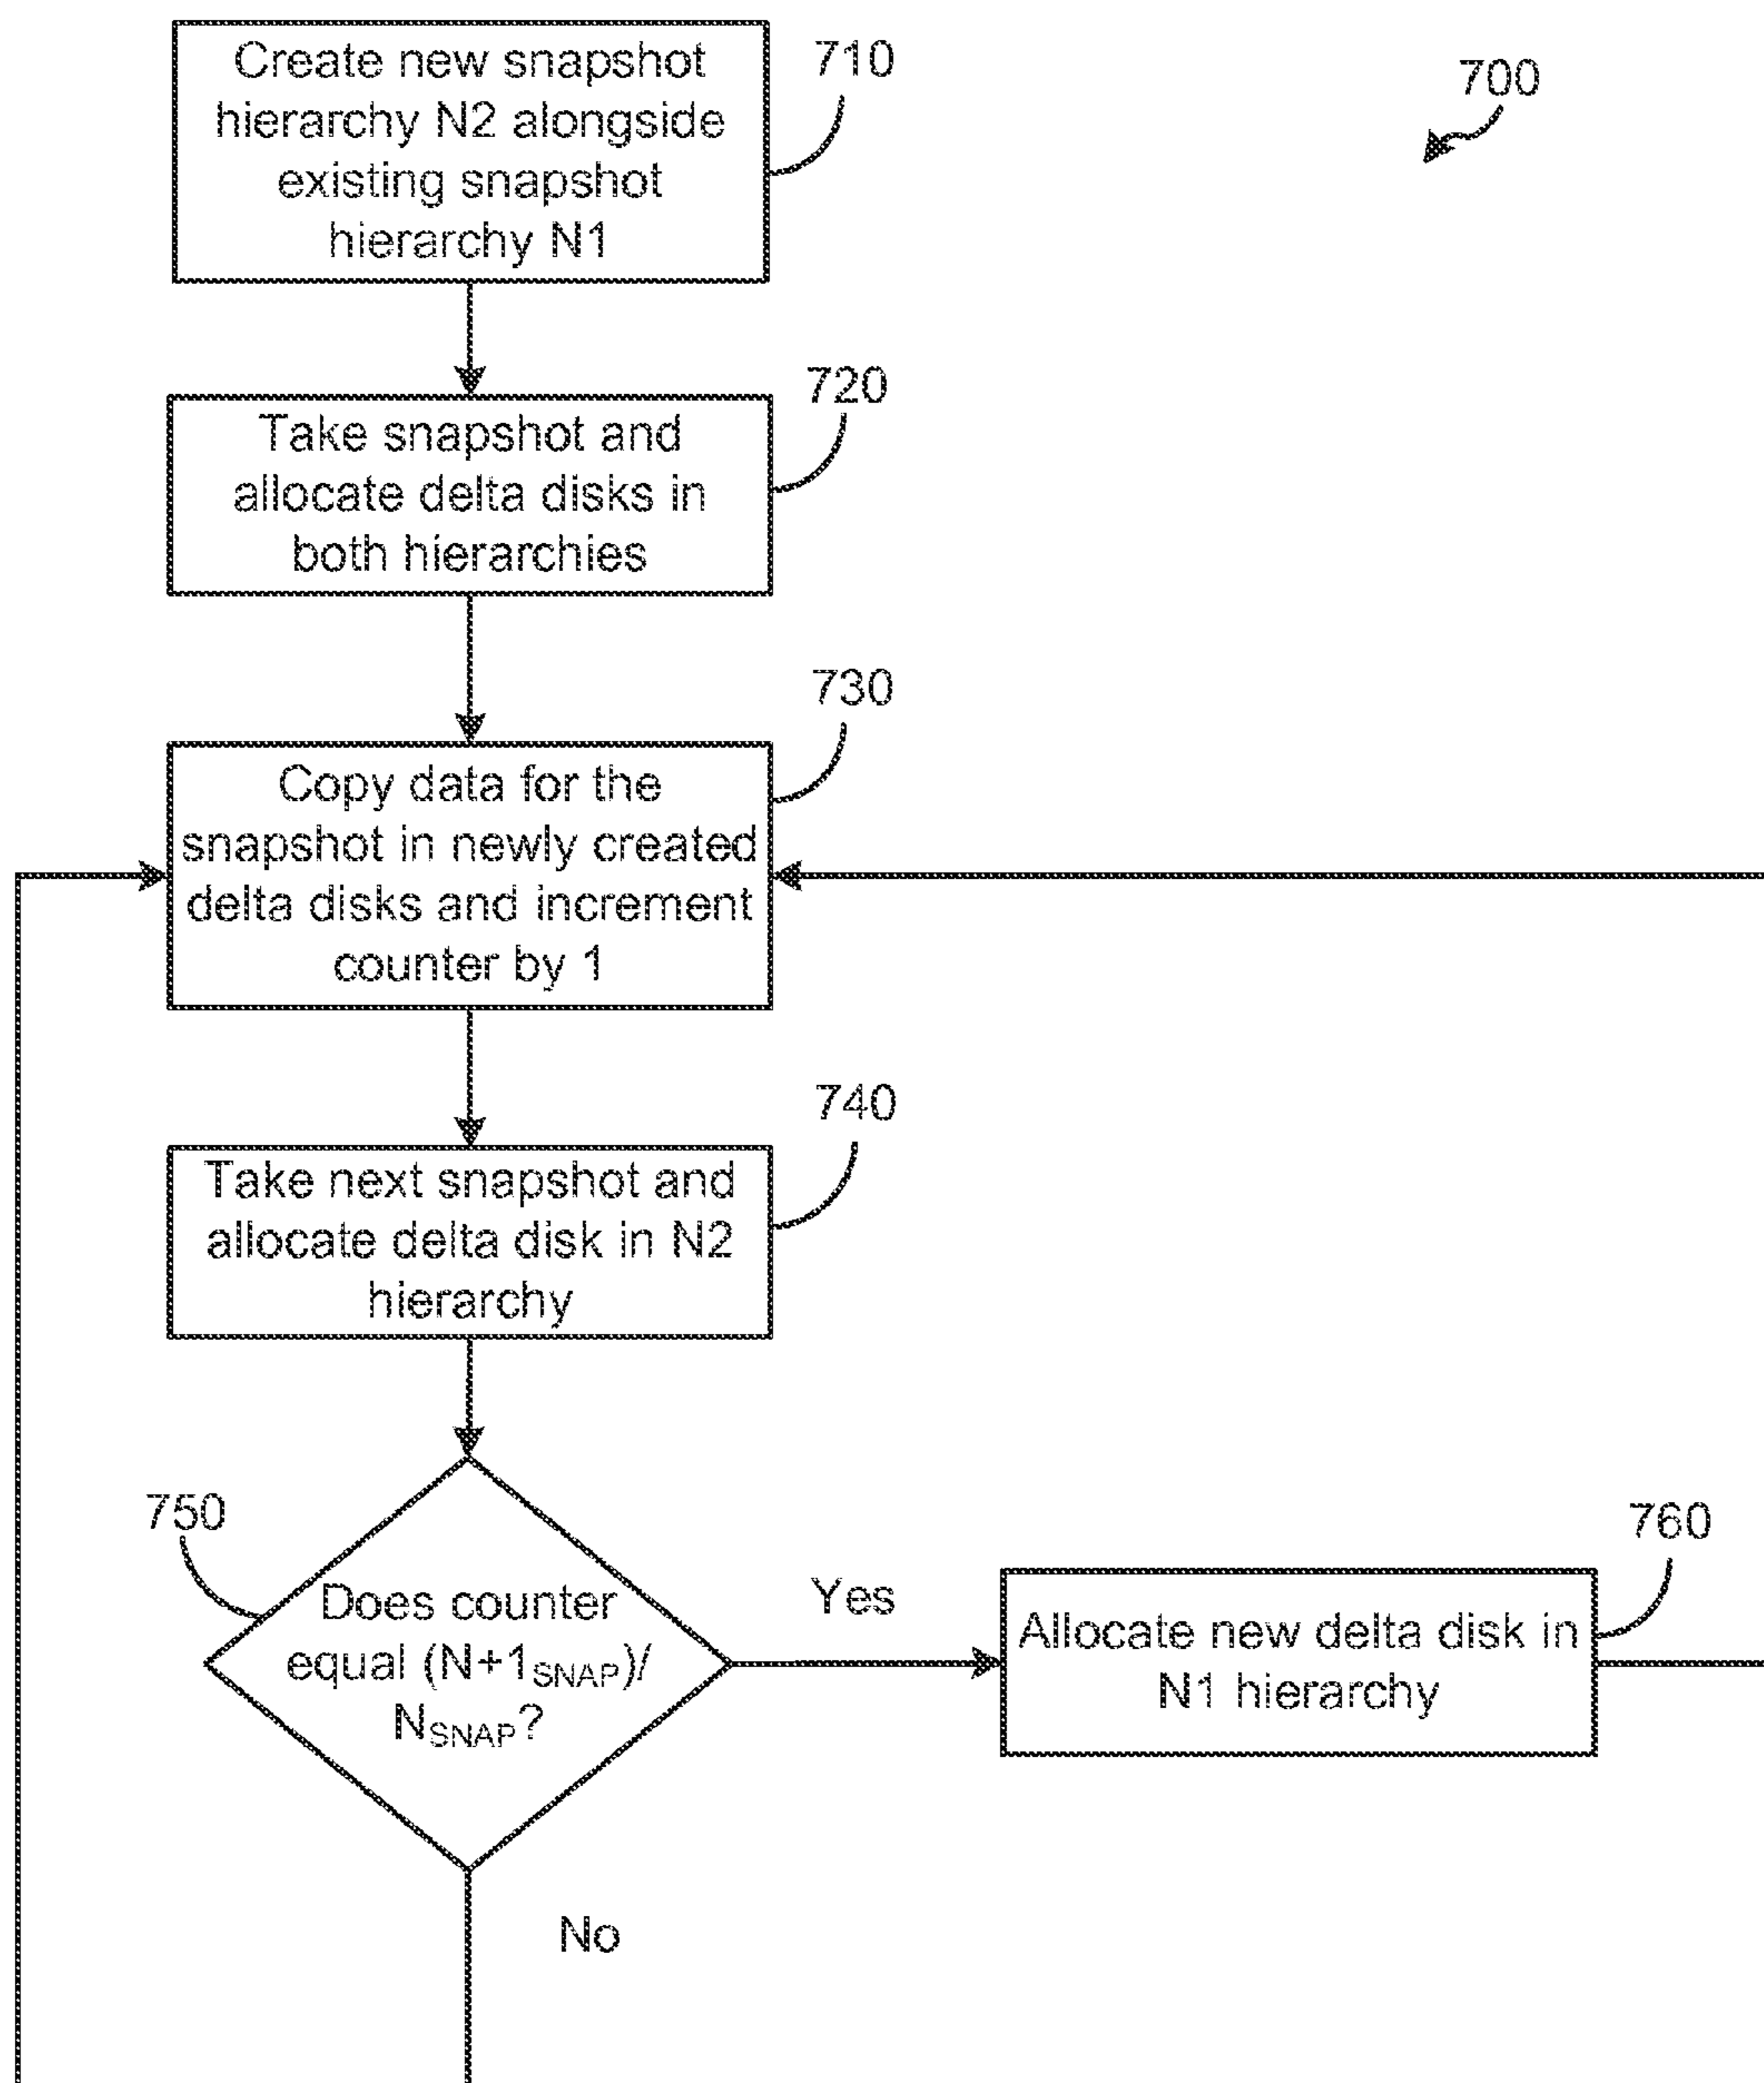 Create new snapshot
hierarchy N2 alongside
existing snapshot
hierarchy N1
710
700
Take snapshot and
allocate delta disks in
both hierarchies
720
Copy data for the
snapshot in newly created
delta disks and increment
counter by 1
730
Take next snapshot and
allocate delta disk in N2
hierarchy
740
750
Does counter
equal (N+1SNAP)/
NSNAP?
Yes
Allocate new delta disk in
N1 hierarchy
760
No